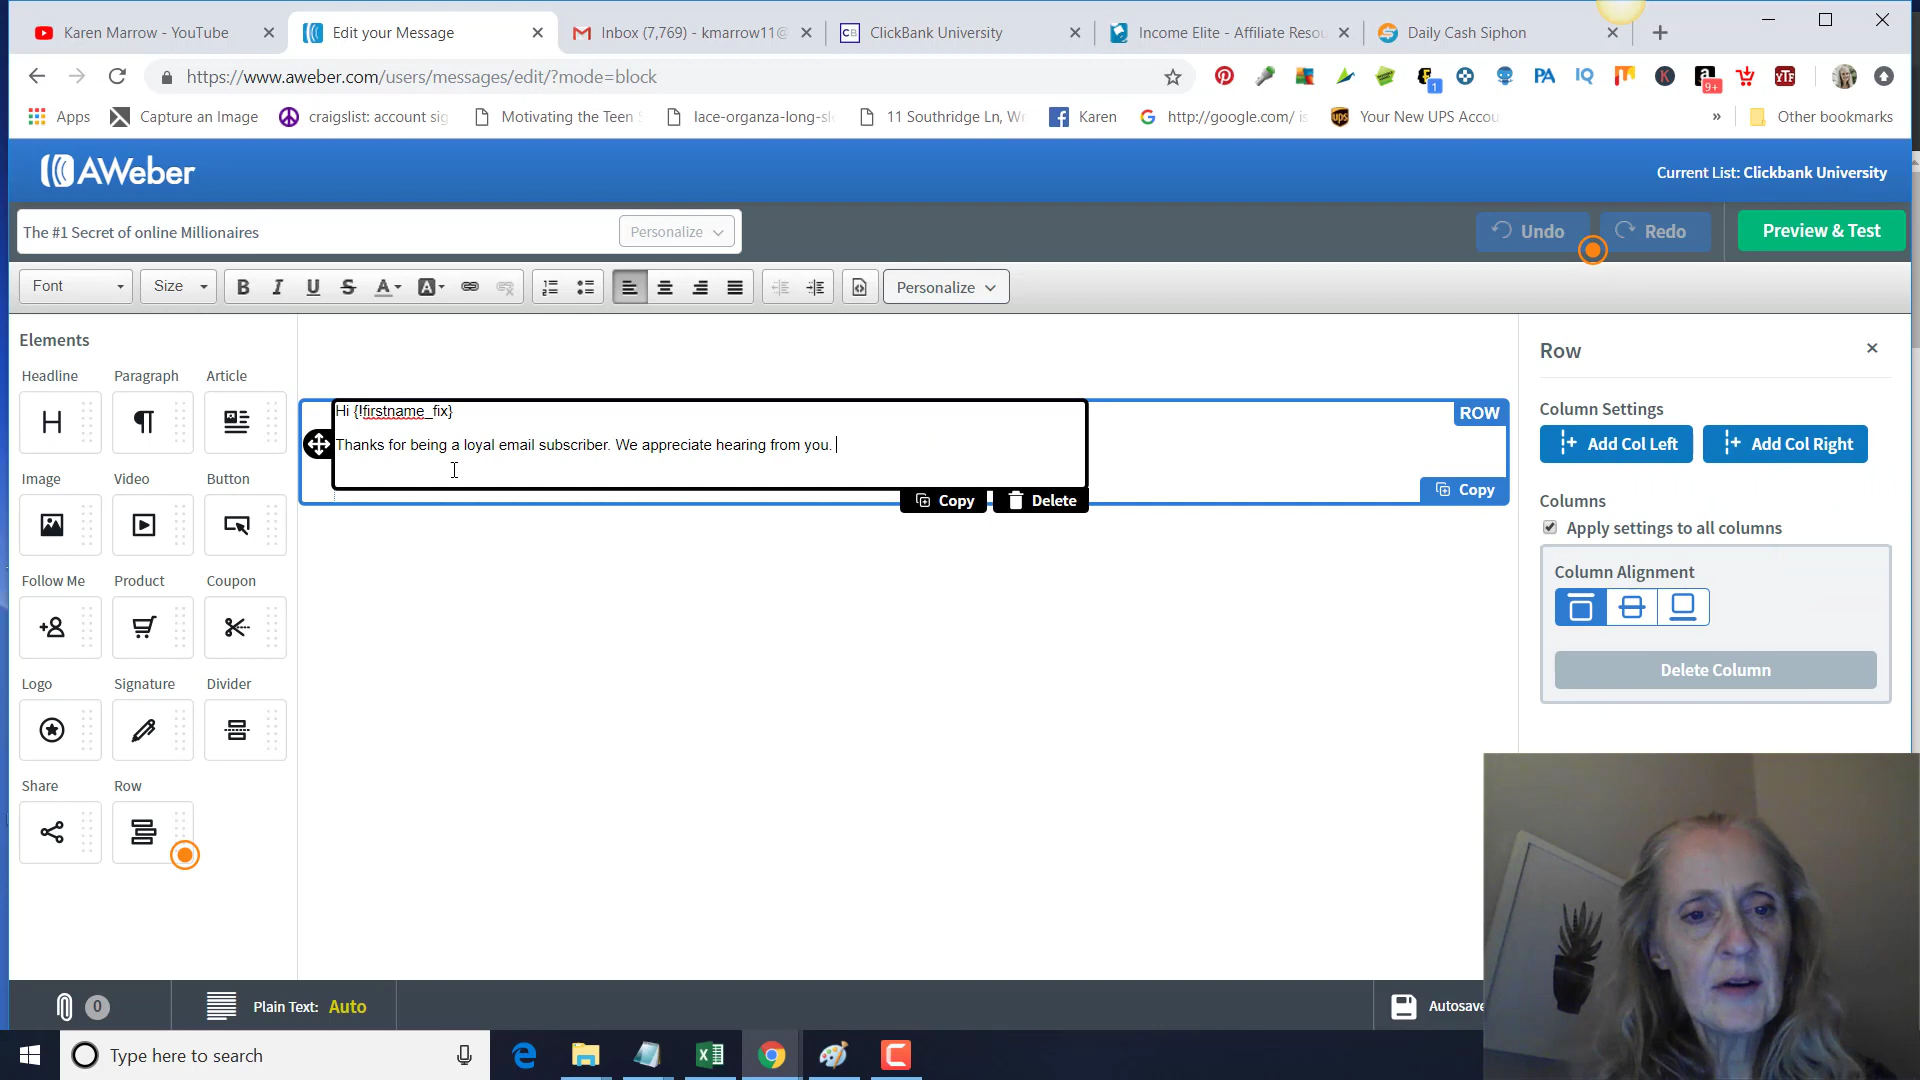 Karen Marrow - YouTube
Edit your Message
Inbox (7,769) - kmarrow11@
ClickBank University
Income Elite - Affiliate Resou
Daily Cash Siphon
https://www.aweber.com/users/messages/edit/?mode=block
PA
IQ
K
a
YTF
1
9+
Apps
Capture an Image
craigslist: account sig
Motivating the Teen S
lace-organza-long-sl
11 Southridge Ln, Wr
Karen
http://google.com/ is
Your New UPS Accou
»
Other bookmarks
AWeber
Current List: Clickbank University
The #1 Secret of online Millionaires
Personalize
Undo
Redo
Preview & Test
Font
Size
B
I
U
S
A
A
Personalize
Elements
Headline
Paragraph
Article
Image
Video
Button
Follow Me
Product
Coupon
Logo
Signature
Divider
Share
Row
Hi {!firstname_fix}
Thanks for being a loyal email subscriber. We appreciate hearing from you.
ROW
Copy
Delete
Copy
Row
Column Settings
Add Col Left
Add Col Right
Columns
Apply settings to all columns
Column Alignment
Delete Column
0
Plain Text: Auto
Autosave
Type here to search